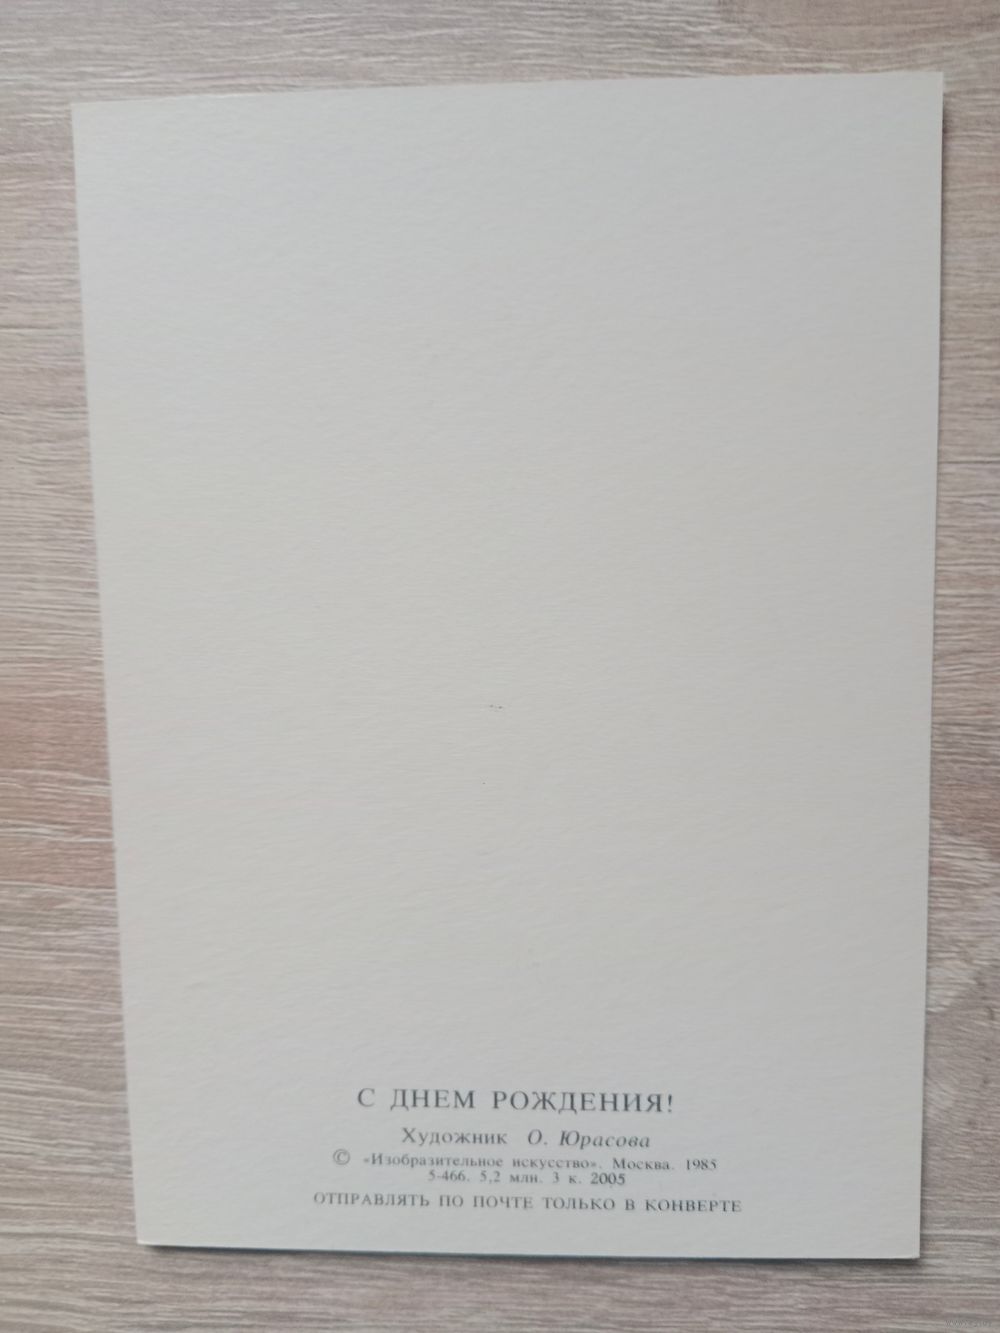 С ДНЕМ РОЖДЕНИЯ!
Художник О. Юрасова
© «Изобразительное искусство». Москва. 1985
5-466. 5,2 млн. 3 к. 2005
ОТПРАВЛЯТЬ ПО ПОЧТЕ ТОЛЬКО В КОНВЕРТЕ